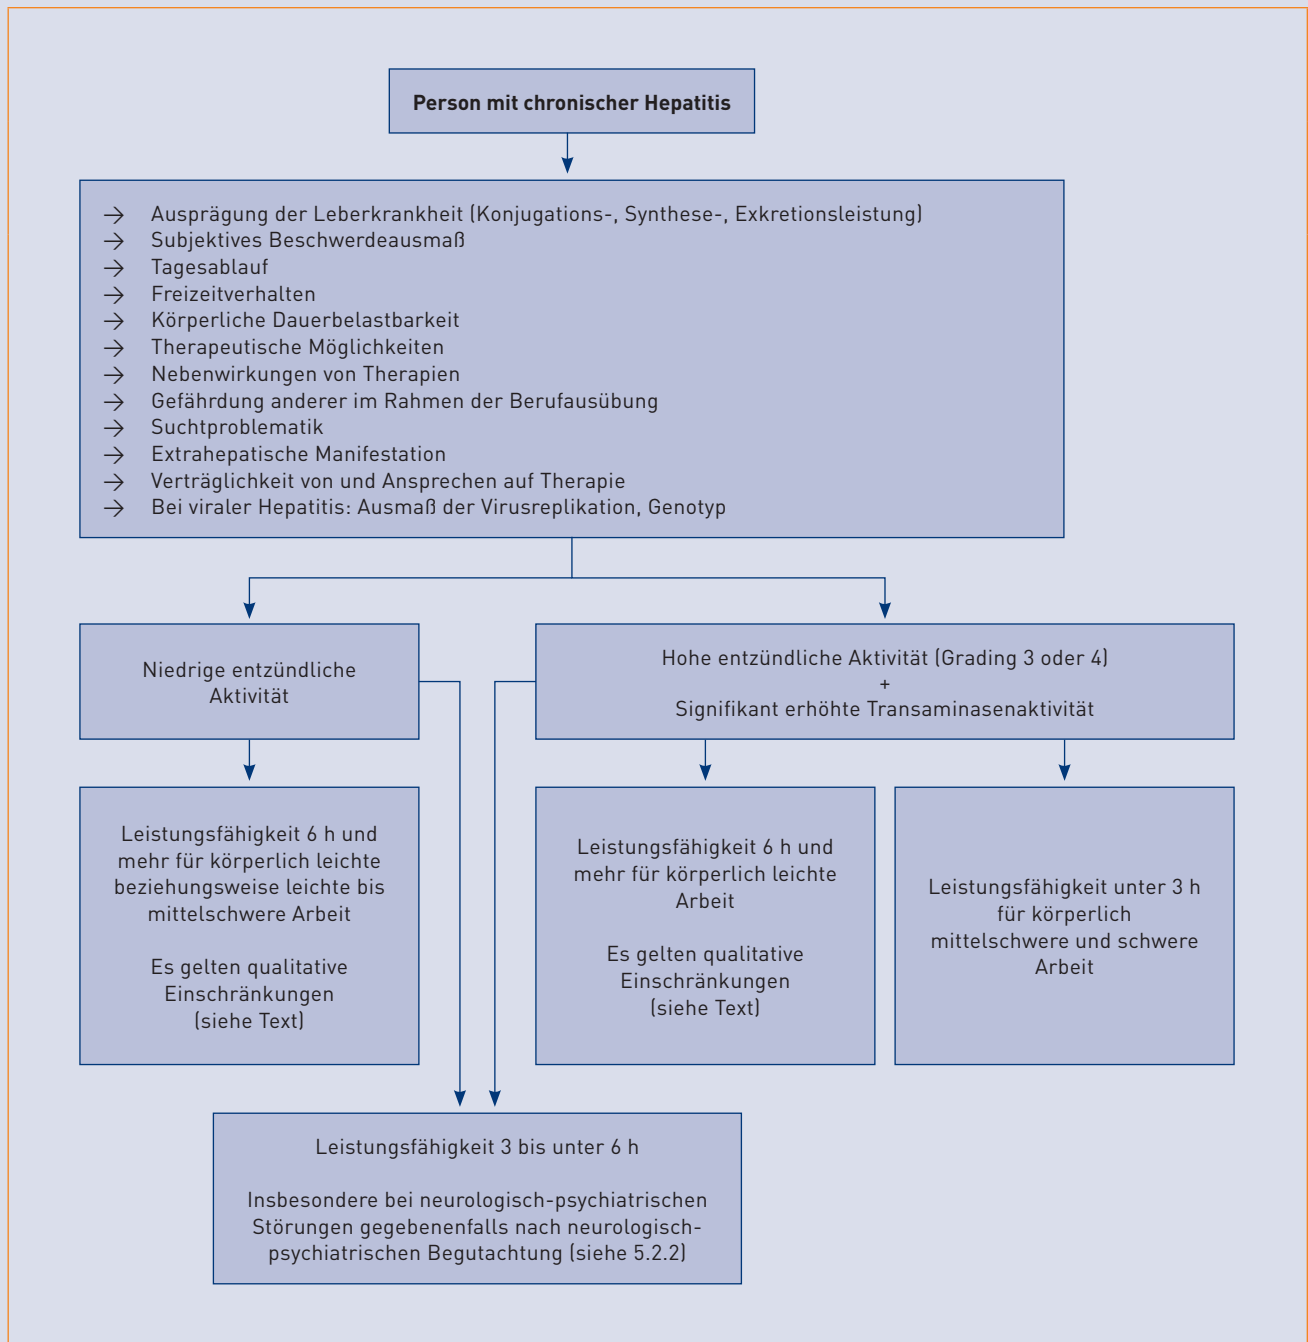 Person mit chronischer Hepatitis
→ Ausprägung der Leberkrankheit (Konjugations-, Synthese-, Exkretionsleistung)
→ Subjektives Beschwerdeausmaß
→ Tagesablauf
→ Freizeitverhalten
→ Körperliche Dauerbelastbarkeit
→ Therapeutische Möglichkeiten
→ Nebenwirkungen von Therapien
→ Gefährdung anderer im Rahmen der Berufausübung
→ Suchtproblematik
→ Extrahepatische Manifestation
→ Verträglichkeit von und Ansprechen auf Therapie
→ Bei viraler Hepatitis: Ausmaß der Virusreplikation, Genotyp
Niedrige entzündliche
Aktivität
Hohe entzündliche Aktivität (Grading 3 oder 4)
+
Signifikant erhöhte Transaminasenaktivität
Leistungsfähigkeit 6 h und
mehr für körperlich leichte
beziehungsweise leichte bis
mittelschwere Arbeit
Es gelten qualitative
Einschränkungen
(siehe Text)
Leistungsfähigkeit 6 h und
mehr für körperlich leichte
Arbeit
Es gelten qualitative
Einschränkungen
(siehe Text)
Leistungsfähigkeit unter 3 h
für körperlich
mittelschwere und schwere
Arbeit
Leistungsfähigkeit 3 bis unter 6 h
Insbesondere bei neurologisch-psychiatrischen
Störungen gegebenenfalls nach neurologisch-
psychiatrischen Begutachtung (siehe 5.2.2)